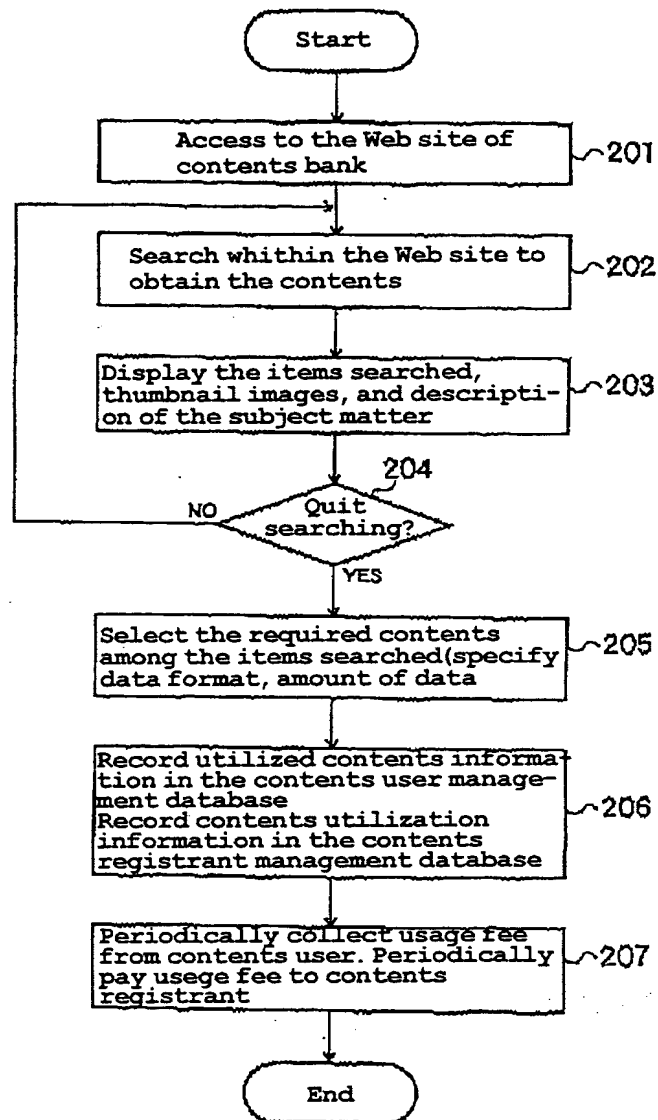 Start
Access to the Web site of
contents bank
201
Search whithin the Web site to
obtain the contents
202
Display the items searched,
thumbnail images, and descripti-
on of the subject matter
203
204
Quit
searching?
NO
YES
Select the required contents
among the items searched(specify
data format, amount of data
205
Record utilized contents informa-
tion in the contents user manage-
ment database
Record contents utilization
information in the contents
registrant management database
206
Periodically collect usage fee
from contents user. Periodically
pay usege fee to contents
registrant
207
End